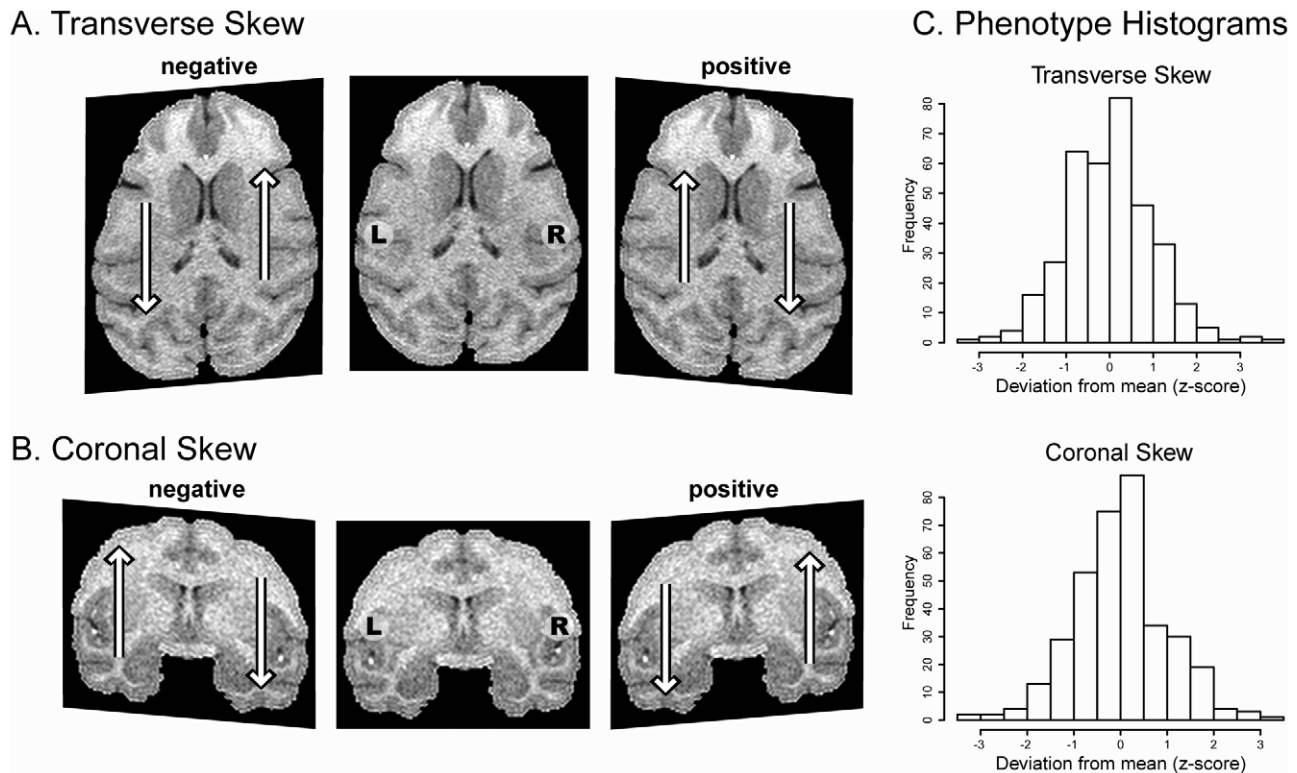 A. Transverse Skew
negative
positive
L
R
B. Coronal Skew
negative
positive
L
R
C. Phenotype Histograms
Transverse Skew
Frequency
80
70
60
50
40
30
20
10
0
-3 -2 -1 0 1 2 3
Deviation from mean (z-score)
Coronal Skew
Frequency
80
70
60
50
40
30
20
10
0
-3 -2 -1 0 1 2 3
Deviation from mean (z-score)